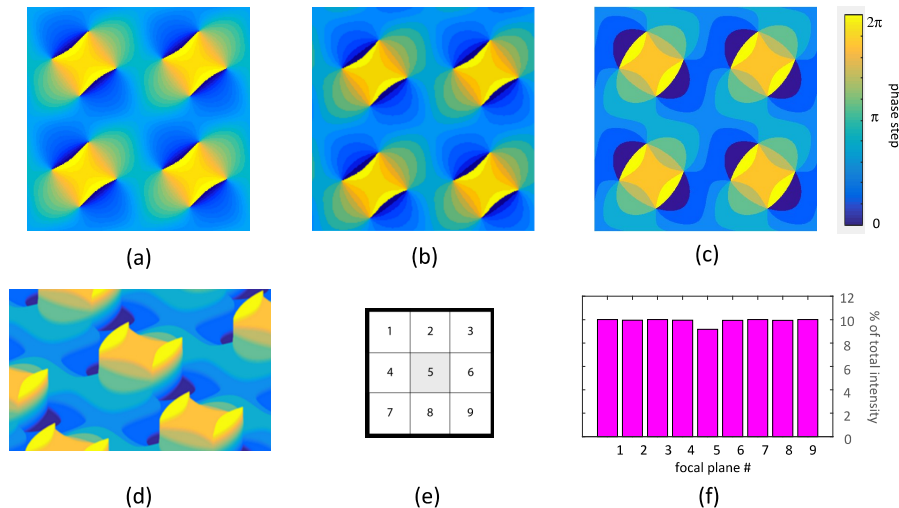 2π
π
0
phase step
(a)
(b)
(c)
1 2 3
4 5 6
7 8 9
12
10
8
6
4
2
0
% of total intensity
1 2 3 4 5 6 7 8 9
focal plane #
(d)
(e)
(f)